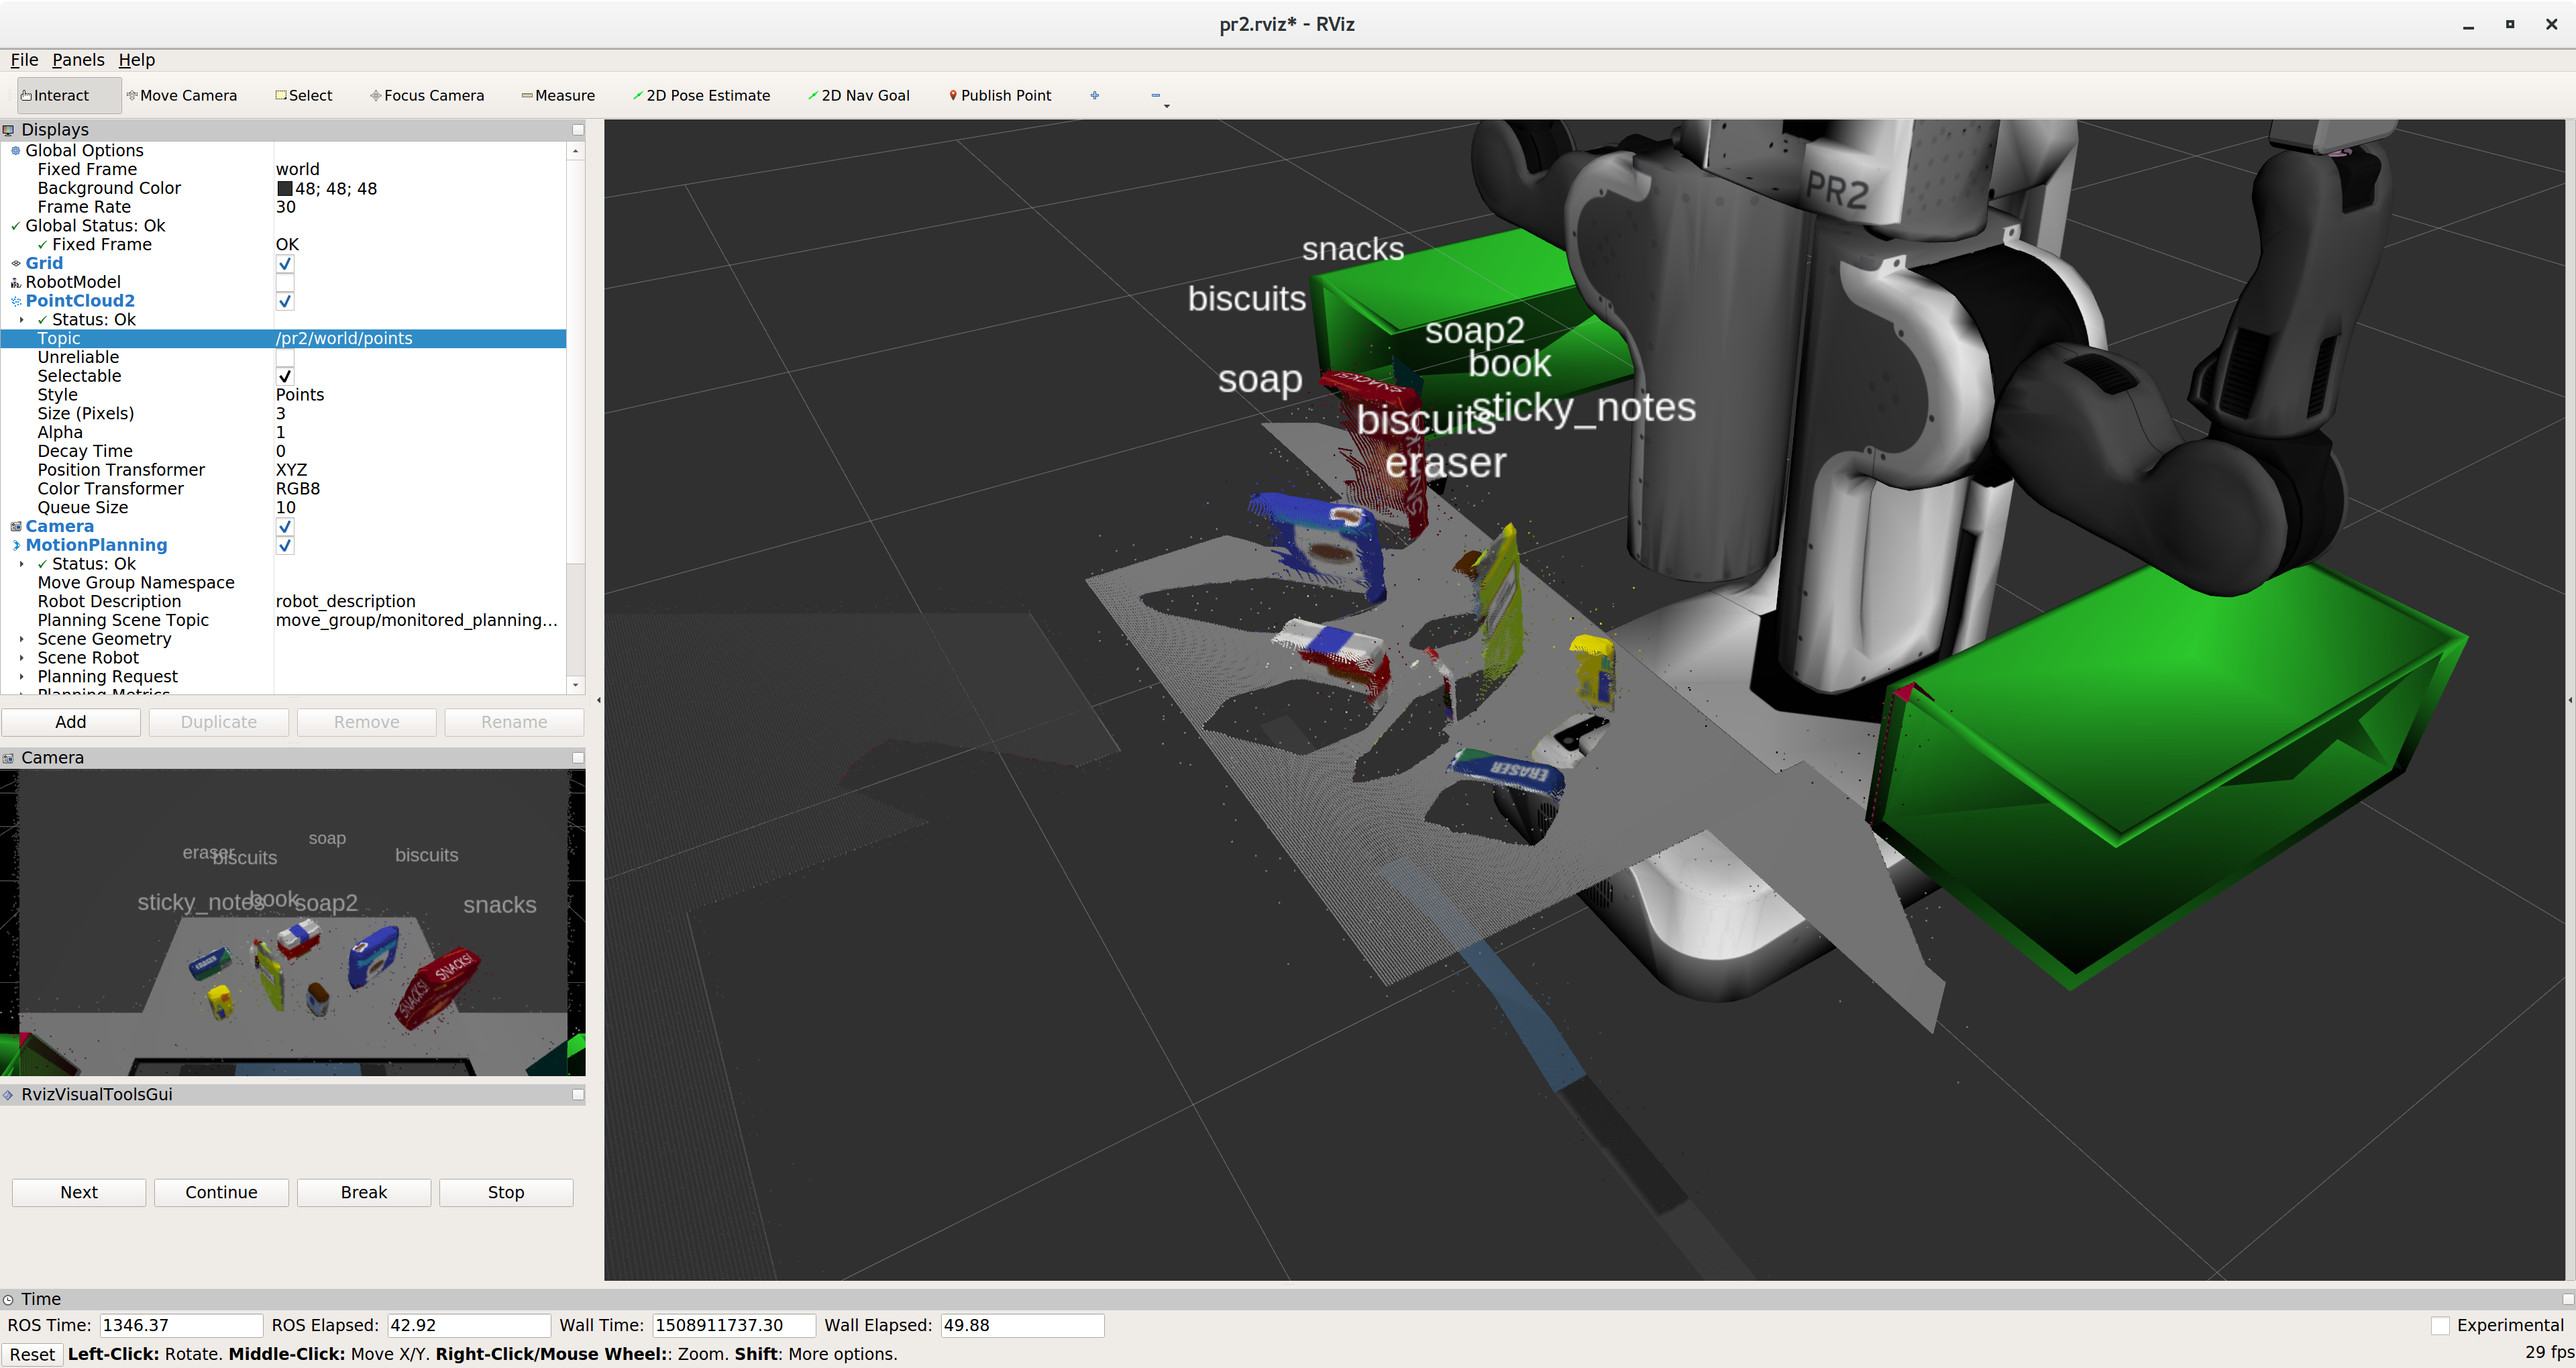 pr2.rviz* - RViz
File Panels Help
Interact Move Camera Select Focus Camera Measure 2D Pose Estimate 2D Nav Goal Publish Point
Displays
Global Options
Fixed Frame world
Background Color 48; 48; 48
Frame Rate 30
Global Status: Ok
Fixed Frame OK
Grid
RobotModel
PointCloud2
Status: Ok
Topic /pr2/world/points
Unreliable
Selectable
Style Points
Size (Pixels) 3
Alpha 1
Decay Time 0
Position Transformer XYZ
Color Transformer RGB8
Queue Size 10
Camera
MotionPlanning
Status: Ok
Move Group Namespace
Robot Description robot_description
Planning Scene Topic move_group/monitored_planning...
Scene Geometry
Scene Robot
Planning Request
Planning Metrics
Add Duplicate Remove Rename
Camera
soap
eraser
biscuits
biscuits
sticky_notes
book
soap2
snacks
ERASER
SNACKS!
SNACKS!
RvizVisualToolsGui
Next Continue Break Stop
PR2
snacks
biscuits
soap2
book
soap
sticky_notes
biscuits
eraser
SNACKS!
ERASER
Time
ROS Time: 1346.37 ROS Elapsed: 42.92 Wall Time: 1508911737.30 Wall Elapsed: 49.88 Experimental
Reset Left-Click: Rotate. Middle-Click: Move X/Y. Right-Click/Mouse Wheel:: Zoom. Shift: More options. 29 fps